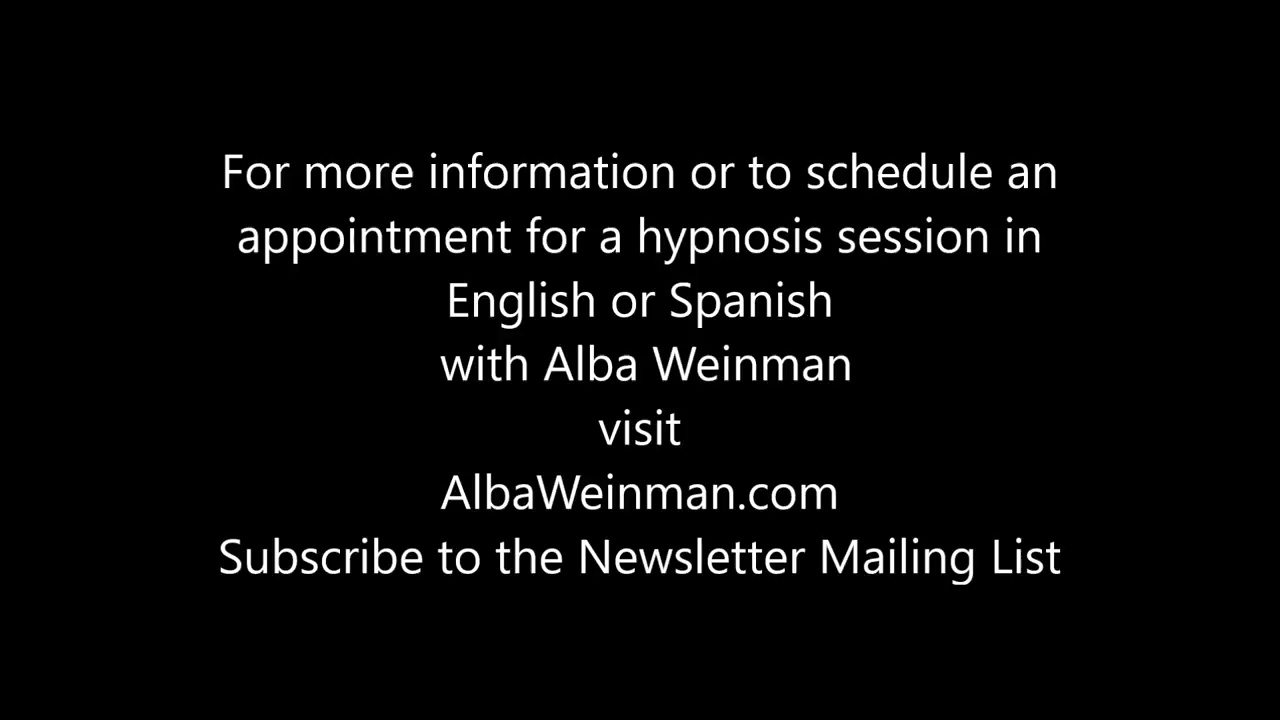 For more information or to schedule an
appointment for a hypnosis session in
English or Spanish
with Alba Weinman
visit
AlbaWeinman.com
Subscribe to the Newsletter Mailing List